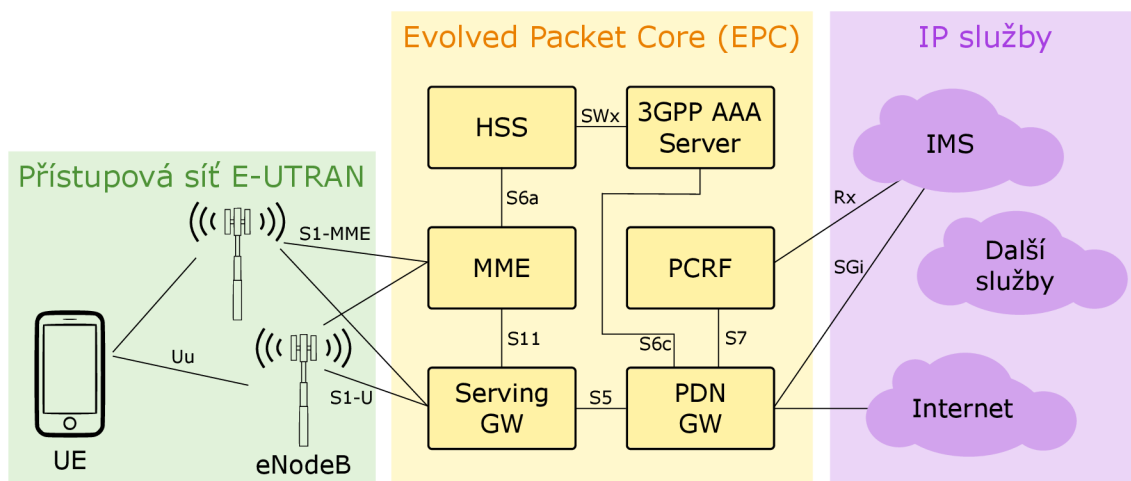 Evolved Packet Core (EPC)
IP služby
Přístupová síť E-UTRAN
HSS
SWx
3GPP AAA
Server
IMS
S6a
Rx
S1-MME
MME
PCRF
SGi
Další
služby
Uu
S11
S6c
S7
S1-U
Serving
GW
S5
PDN
GW
Internet
UE
eNodeB